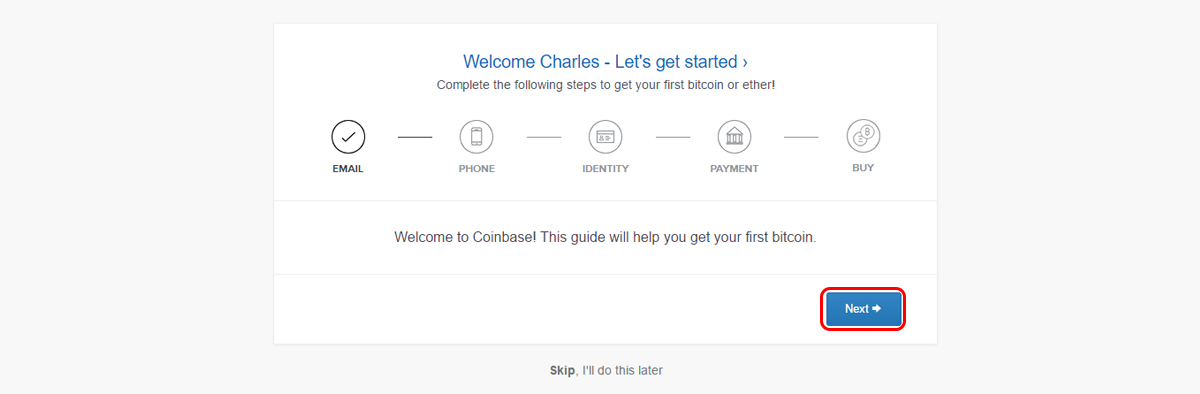 Welcome Charles - Let's get started ›
Complete the following steps to get your first bitcoin or ether!
EMAIL
PHONE
IDENTITY
PAYMENT
BUY
Welcome to Coinbase! This guide will help you get your first bitcoin.
Next
Skip, I'll do this later